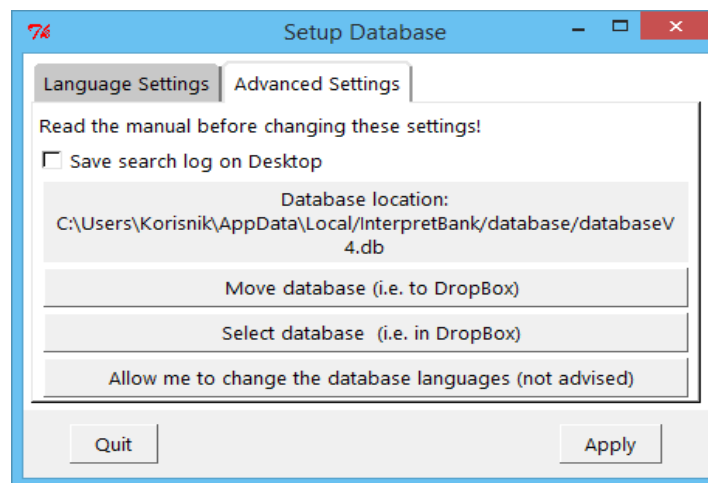 Tk
Setup Database
Language Settings
Advanced Settings
Read the manual before changing these settings!
Save search log on Desktop
Database location:
C:\Users\Korisnik\AppData\Local/InterpretBank/database/databaseV
4.db
Move database (i.e. to DropBox)
Select database  (i.e. in DropBox)
Allow me to change the database languages (not advised)
Quit
Apply